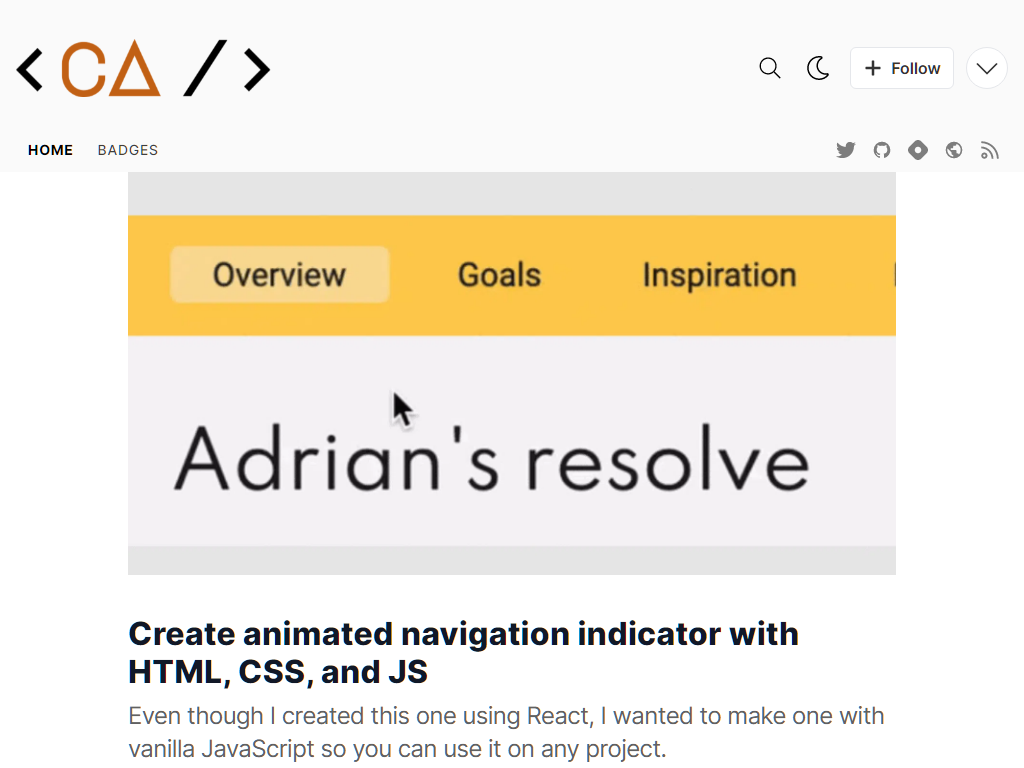 < CΔ />
Follow
HOME BADGES
Overview Goals Inspiration
Adrian's resolve
Create animated navigation indicator with
HTML, CSS, and JS
Even though I created this one using React, I wanted to make one with
vanilla JavaScript so you can use it on any project.